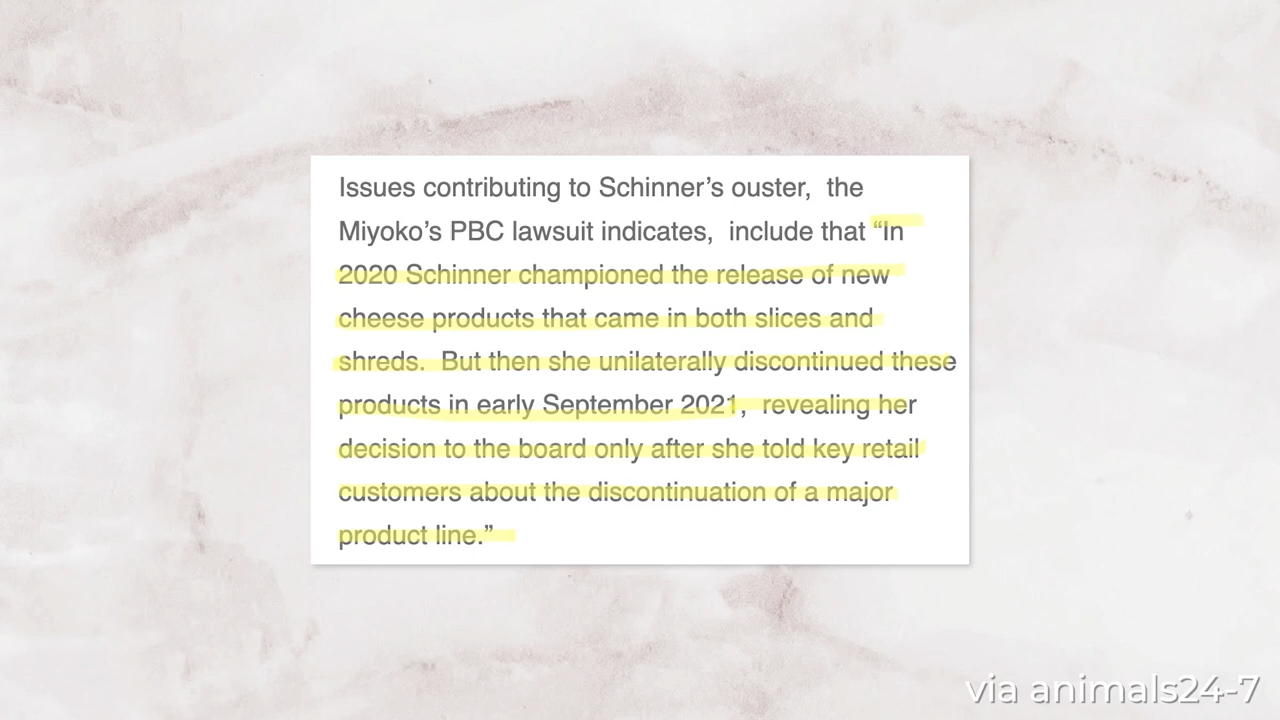 Issues contributing to Schinner’s ouster,  the
Miyoko’s PBC lawsuit indicates,  include that “In
2020 Schinner championed the release of new
cheese products that came in both slices and
shreds.  But then she unilaterally discontinued these
products in early September 2021,  revealing her
decision to the board only after she told key retail
customers about the discontinuation of a major
product line.”
via animals24-7